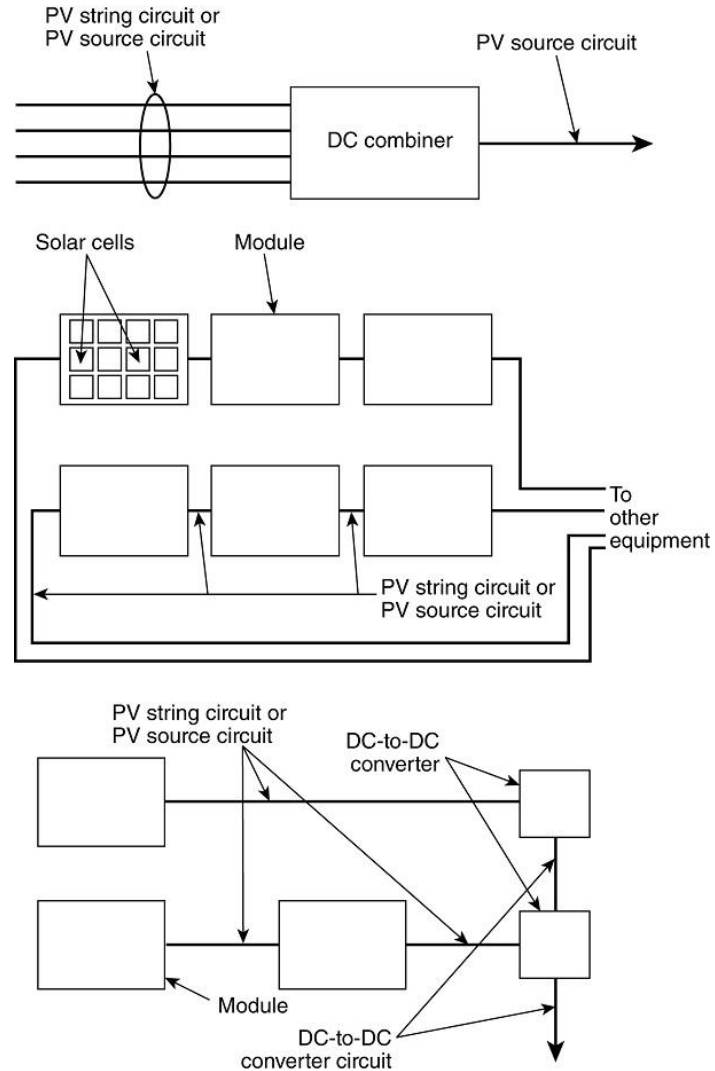 PV string circuit or
PV source circuit
PV source circuit
DC combiner
Solar cells
Module
To
other
equipment
PV string circuit or
PV source circuit
PV string circuit or
PV source circuit
DC-to-DC
converter
Module
DC-to-DC
converter circuit